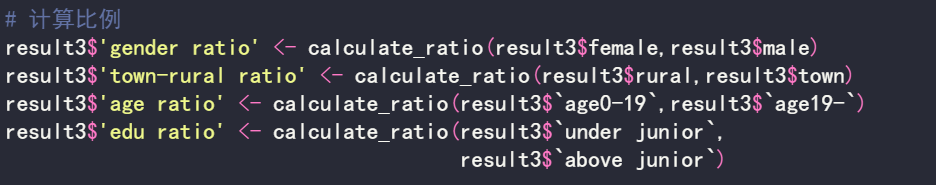 # 计算比例
result3$'gender ratio' <- calculate_ratio(result3$female,result3$male)
result3$'town-rural ratio' <- calculate_ratio(result3$rural,result3$town)
result3$'age ratio' <- calculate_ratio(result3$`age0-19`,result3$`age19-`)
result3$'edu ratio' <- calculate_ratio(result3$`under junior`,
result3$`above junior`)